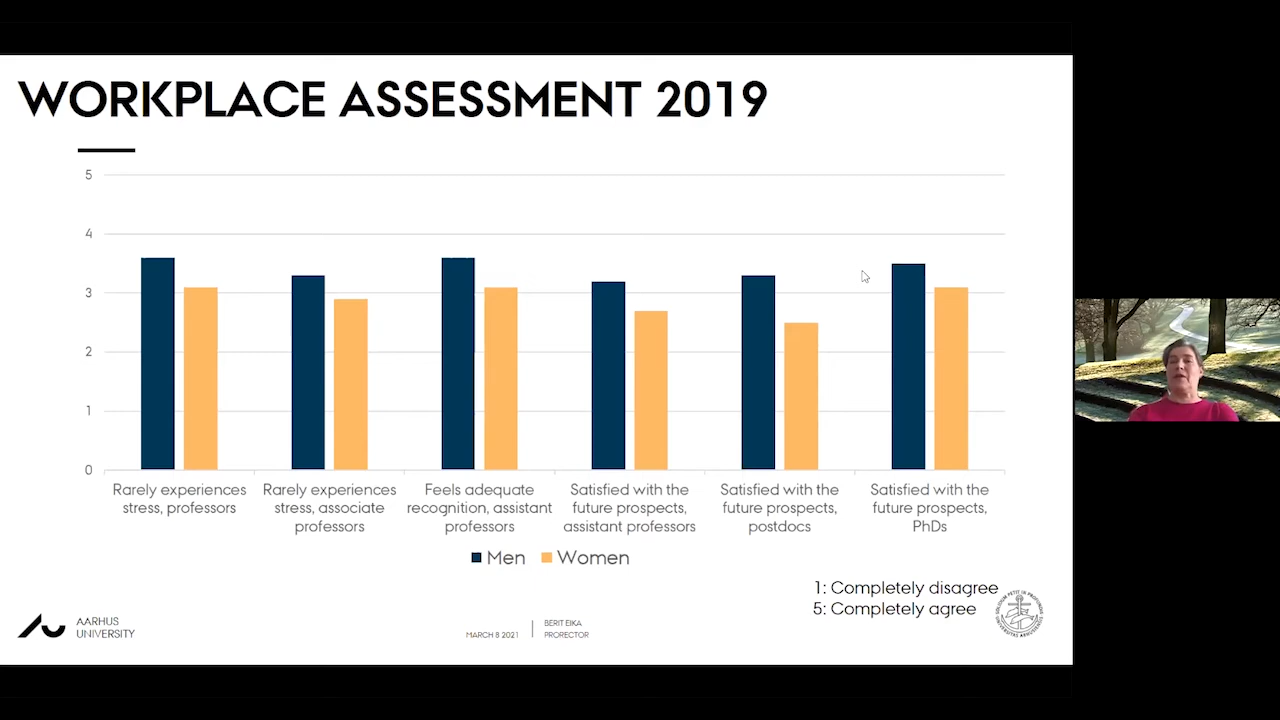 WORKPLACE ASSESSMENT 2019
5
4
3
2
1
0
Rarely experiences
stress, professors
Rarely experiences
stress, associate
professors
Feels adequate
recognition, assistant
professors
Satisfied with the
future prospects,
assistant professors
Satisfied with the
future prospects,
postdocs
Satisfied with the
future prospects,
PhDs
Men
Women
1: Completely disagree
5: Completely agree
AARHUS
UNIVERSITY
MARCH 8 2021
BERIT EIKA
PROREKTOR